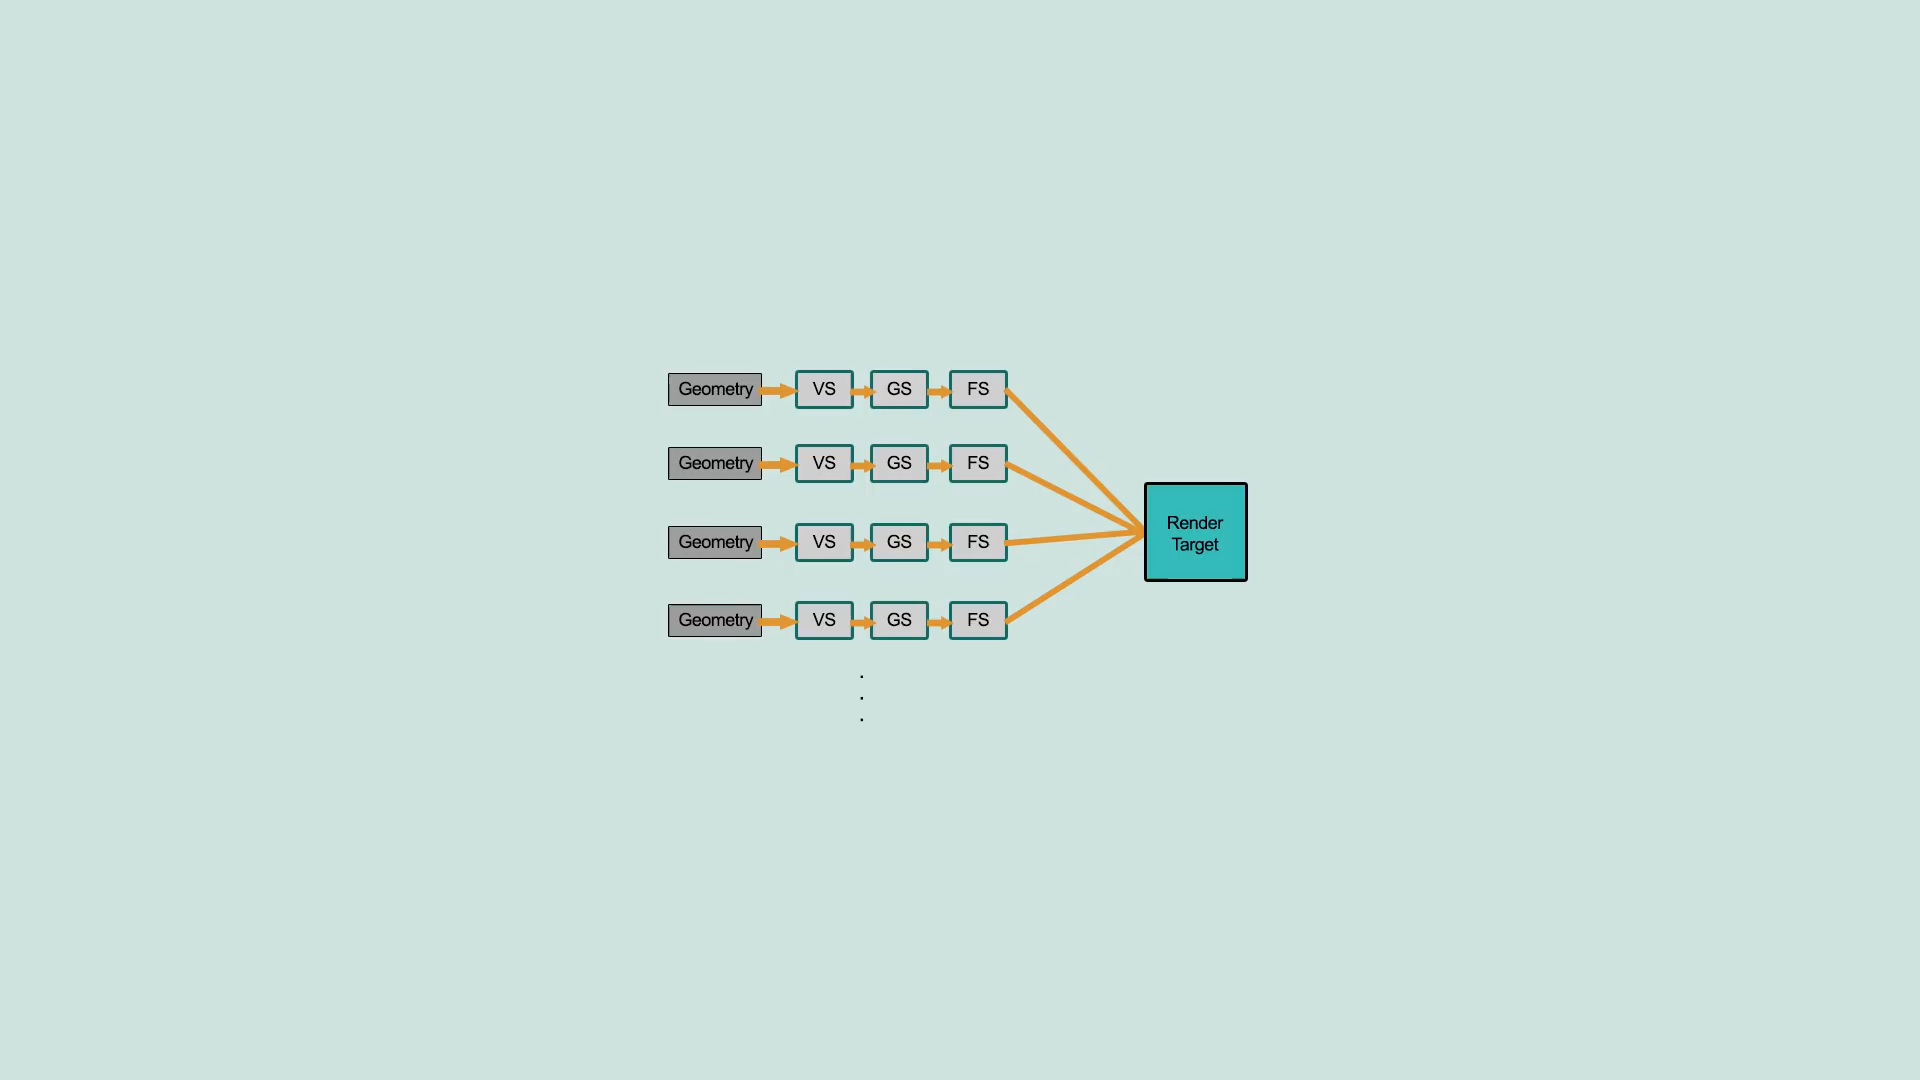 Geometry VS GS FS
Geometry VS GS FS
Render
Target
Geometry VS GS FS
Geometry VS GS FS
.
.
.